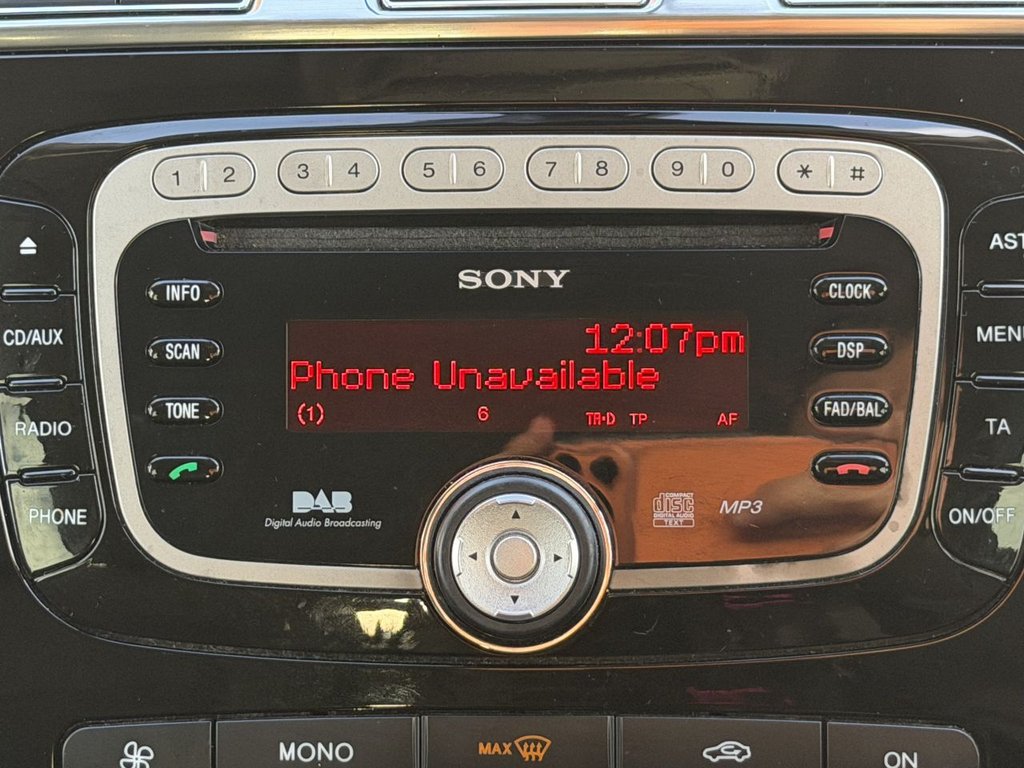 1 2 3 4 5 6 7 8 9 0 * #
SONY
INFO
CLOCK
CD/AUX
SCAN
DSP
MENU
12:07pm
Phone Unavailable
(1) 6 TA·D TP AF
RADIO
TONE
FAD/BAL
TA
PHONE
DAB
Digital Audio Broadcasting
COMPACT
disc
DIGITAL AUDIO
TEXT
MP3
ON/OFF
AST
MONO
MAX
ON